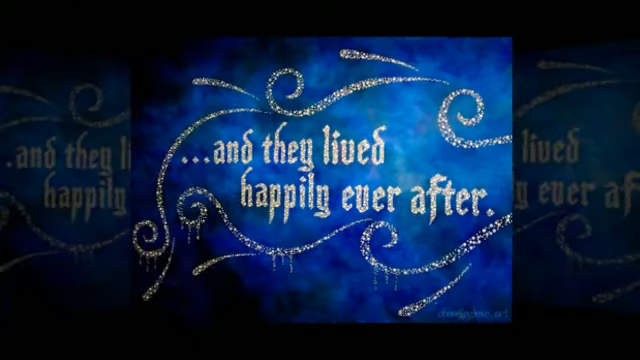 ...and they lived
happily ever after.